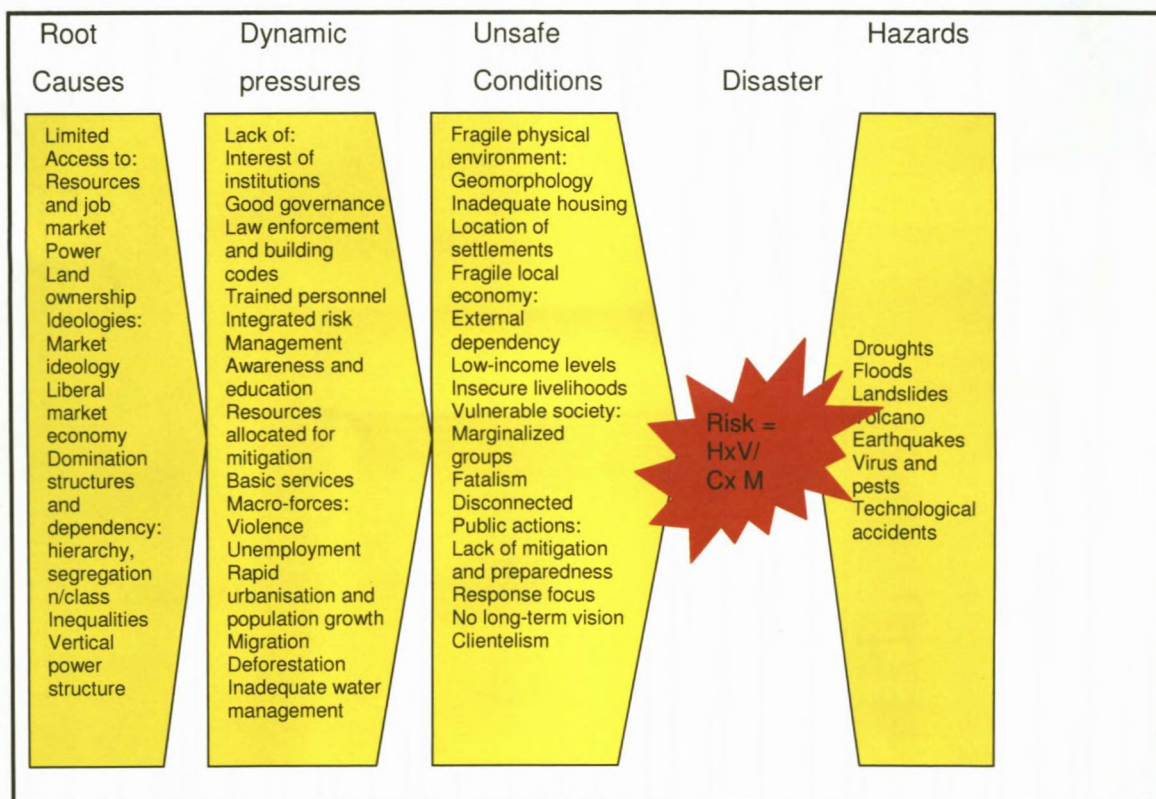 Root
Causes
Dynamic
pressures
Unsafe
Conditions
Disaster
Hazards
Limited
Access to:
Resources
and job
market
Power
Land
ownership
Ideologies:
Market
ideology
Liberal
market
economy
Domination
structures
and
dependency:
hierarchy,
segregation
n/class
Inequalities
Vertical
power
structure
Lack of:
Interest of
institutions
Good governance
Law enforcement
and building
codes
Trained personnel
Integrated risk
Management
Awareness and
education
Resources
allocated for
mitigation
Basic services
Macro-forces:
Violence
Unemployment
Rapid
urbanisation and
population growth
Migration
Deforestation
Inadequate water
management
Fragile physical
environment:
Geomorphology
Inadequate housing
Location of
settlements
Fragile local
economy:
External
dependency
Low-income levels
Insecure livelihoods
Vulnerable society:
Marginalized
groups
Fatalism
Disconnected
Public actions:
Lack of mitigation
and preparedness
Response focus
No long-term vision
Clientelism
Risk =
HxV/
Cx M
Droughts
Floods
Landslides
Volcano
Earthquakes
Virus and
pests
Technological
accidents